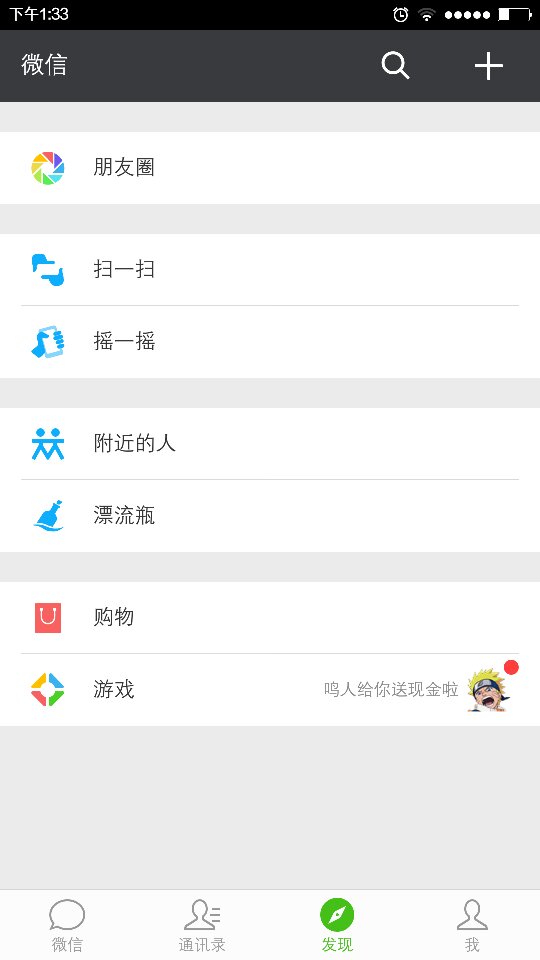 下午1:33
微信
朋友圈
扫一扫
摇一摇
附近的人
漂流瓶
购物
游戏 鸣人给你送现金啦
微信 通讯录 发现 我